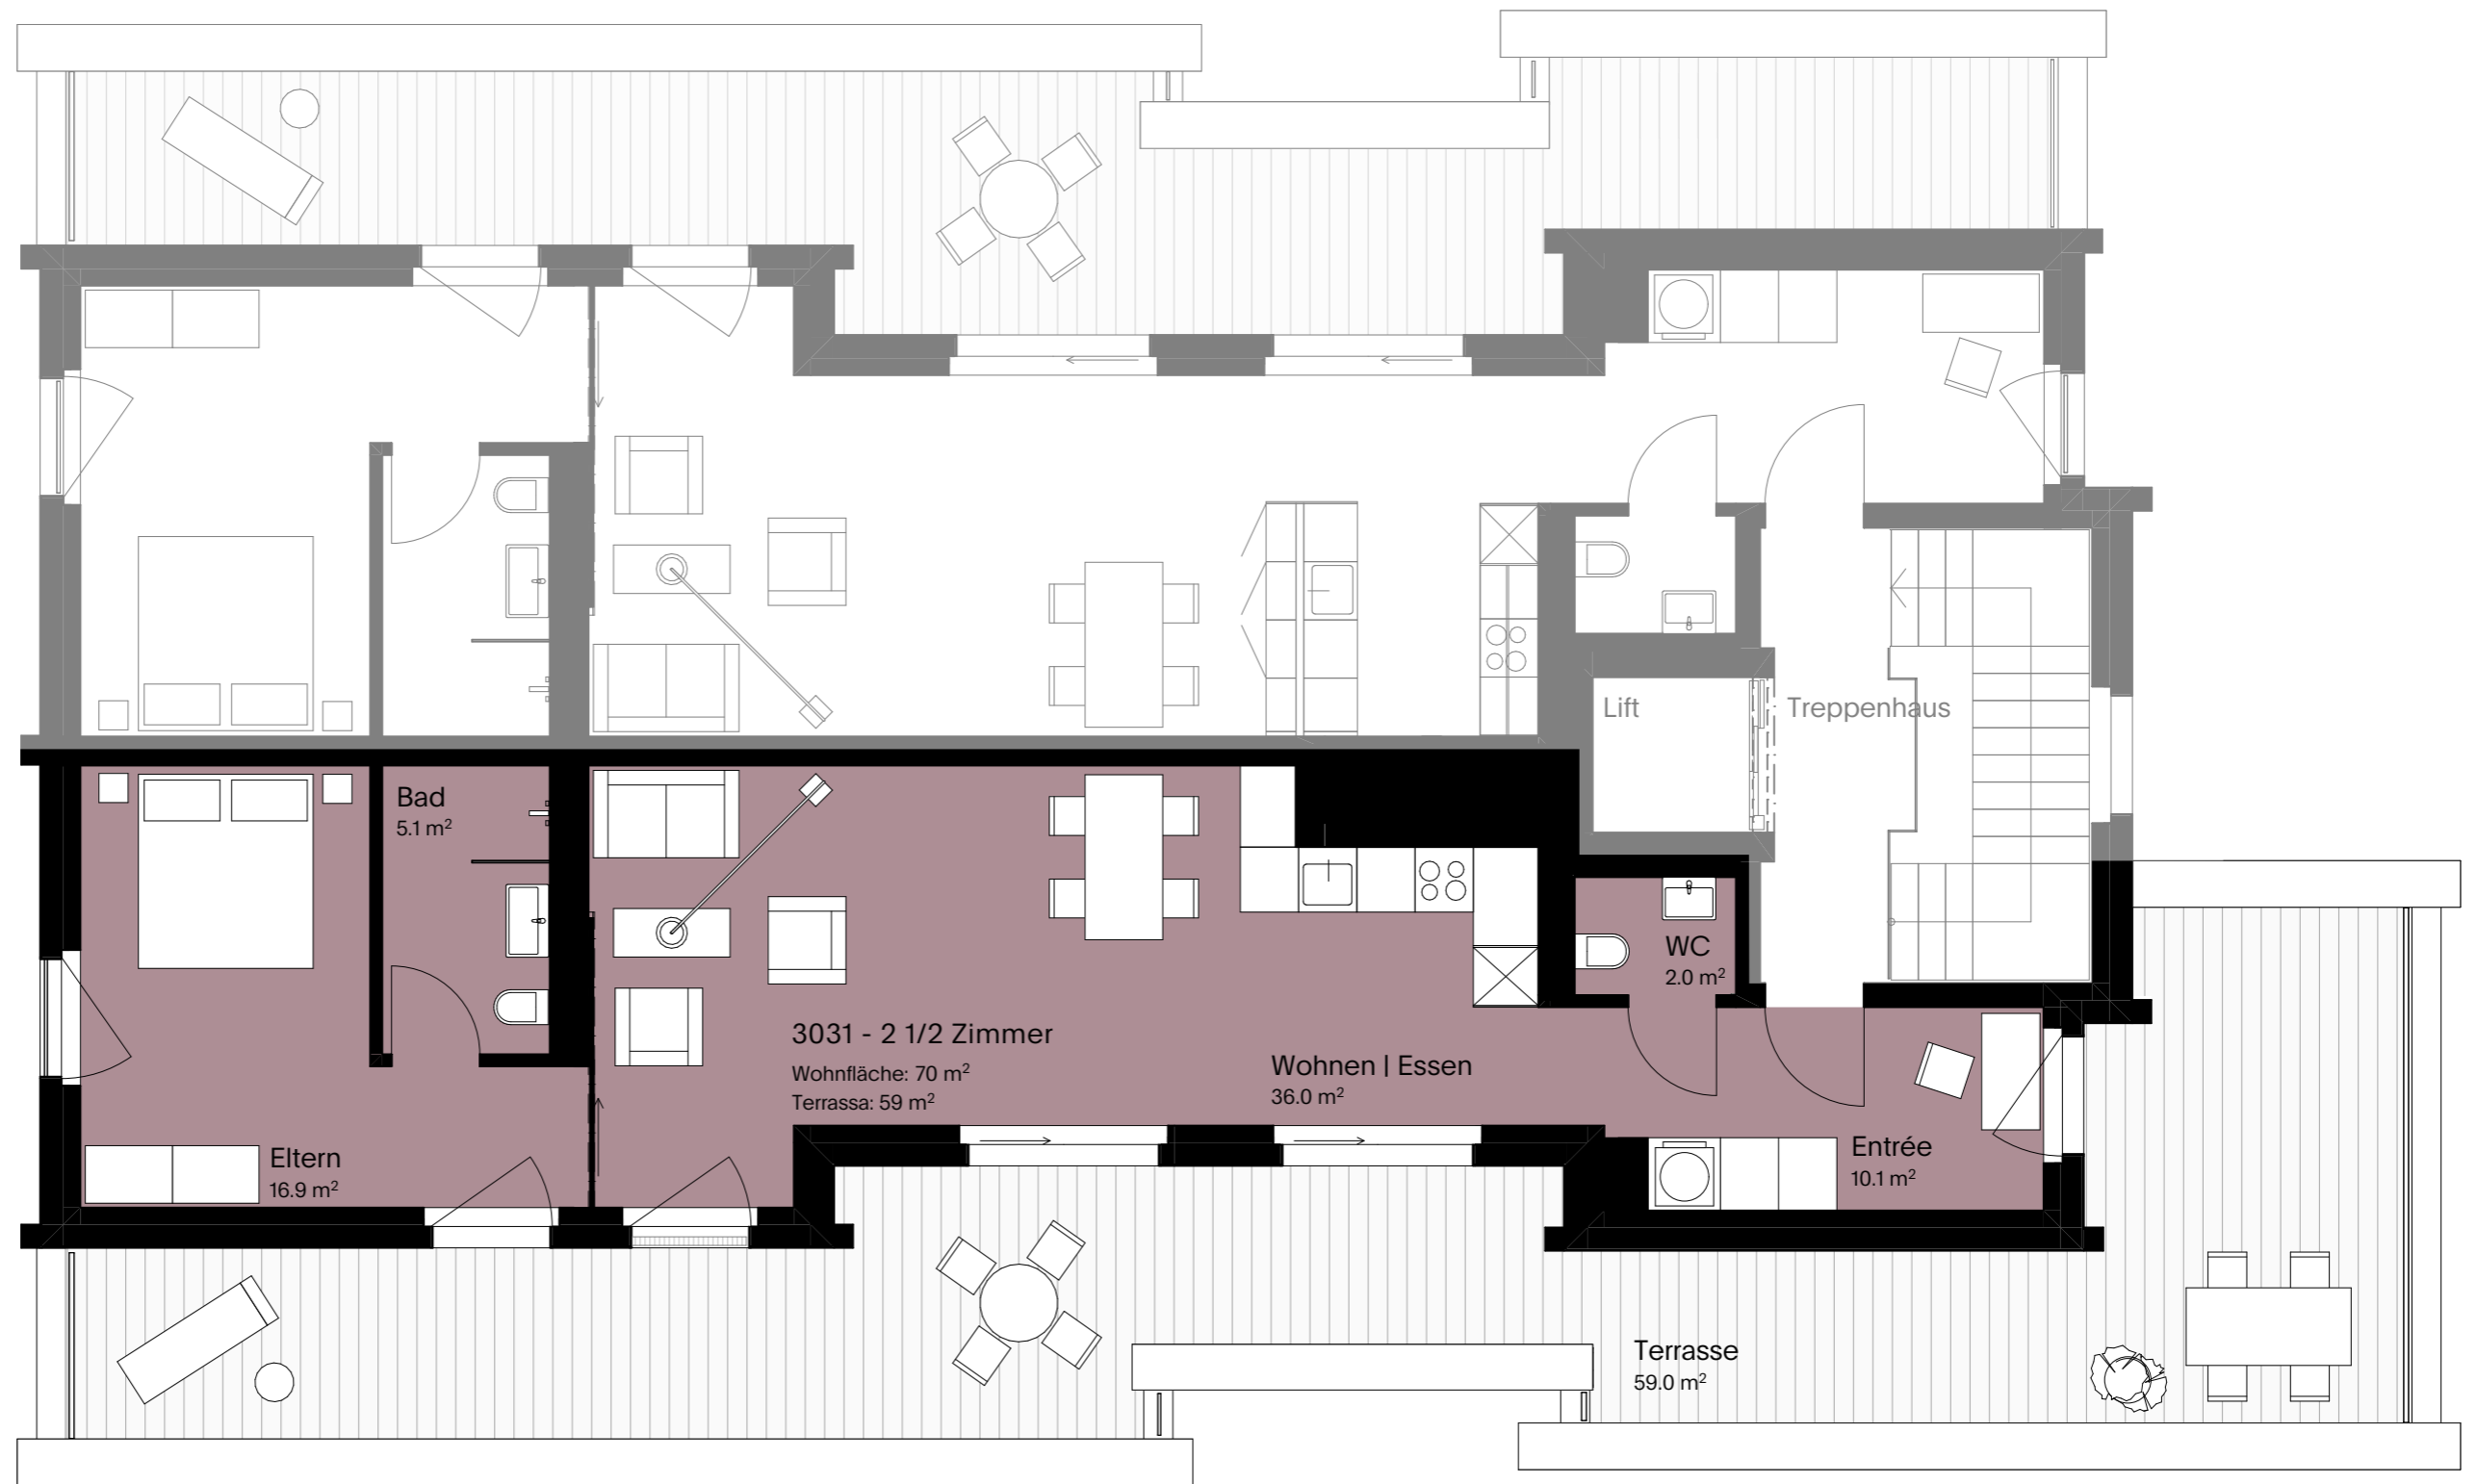 Lift
Treppenhaus
Bad
5.1 m²
WC
2.0 m²
3031 - 2 1/2 Zimmer
Wohnfläche: 70 m²
Terrassa: 59 m²
Wohnen | Essen
36.0 m²
Eltern
16.9 m²
Entrée
10.1 m²
Terrasse
59.0 m²